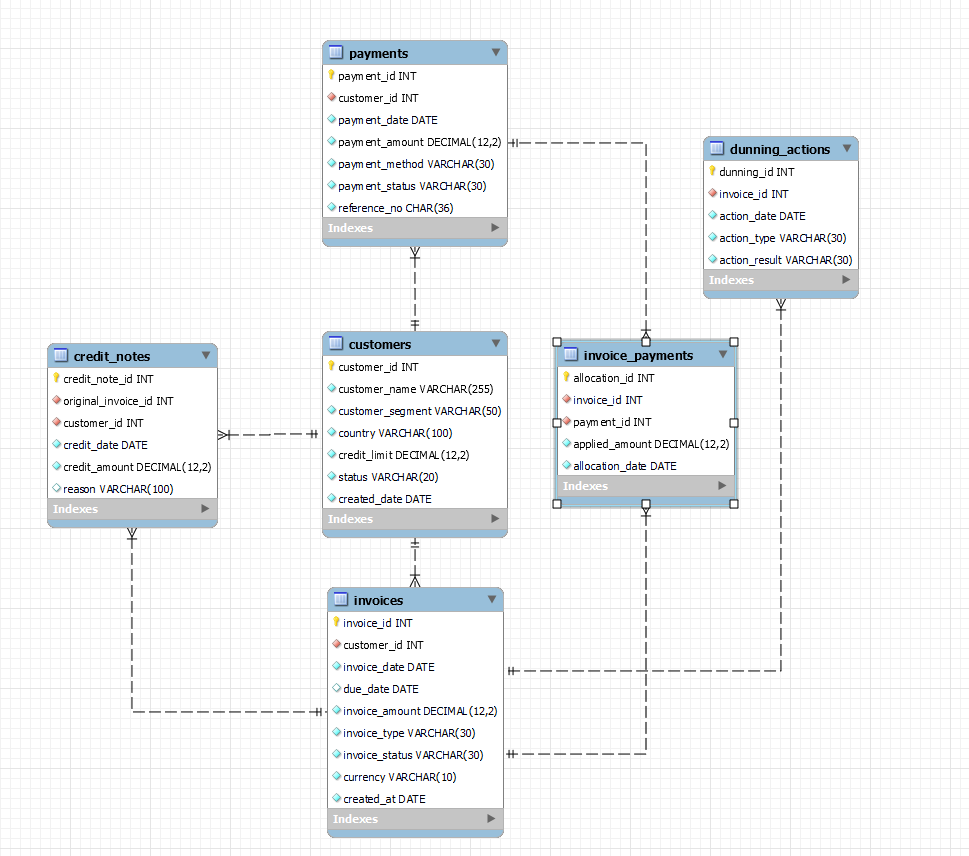 payments
payment_id INT
customer_id INT
payment_date DATE
payment_amount DECIMAL(12,2)
payment_method VARCHAR(30)
payment_status VARCHAR(30)
reference_no CHAR(36)
Indexes
dunning_actions
dunning_id INT
invoice_id INT
action_date DATE
action_type VARCHAR(30)
action_result VARCHAR(30)
Indexes
credit_notes
credit_note_id INT
original_invoice_id INT
customer_id INT
credit_date DATE
credit_amount DECIMAL(12,2)
reason VARCHAR(100)
Indexes
customers
customer_id INT
customer_name VARCHAR(255)
customer_segment VARCHAR(50)
country VARCHAR(100)
credit_limit DECIMAL(12,2)
status VARCHAR(20)
created_date DATE
Indexes
invoice_payments
allocation_id INT
invoice_id INT
payment_id INT
applied_amount DECIMAL(12,2)
allocation_date DATE
Indexes
invoices
invoice_id INT
customer_id INT
invoice_date DATE
due_date DATE
invoice_amount DECIMAL(12,2)
invoice_type VARCHAR(30)
invoice_status VARCHAR(30)
currency VARCHAR(10)
created_at DATE
Indexes